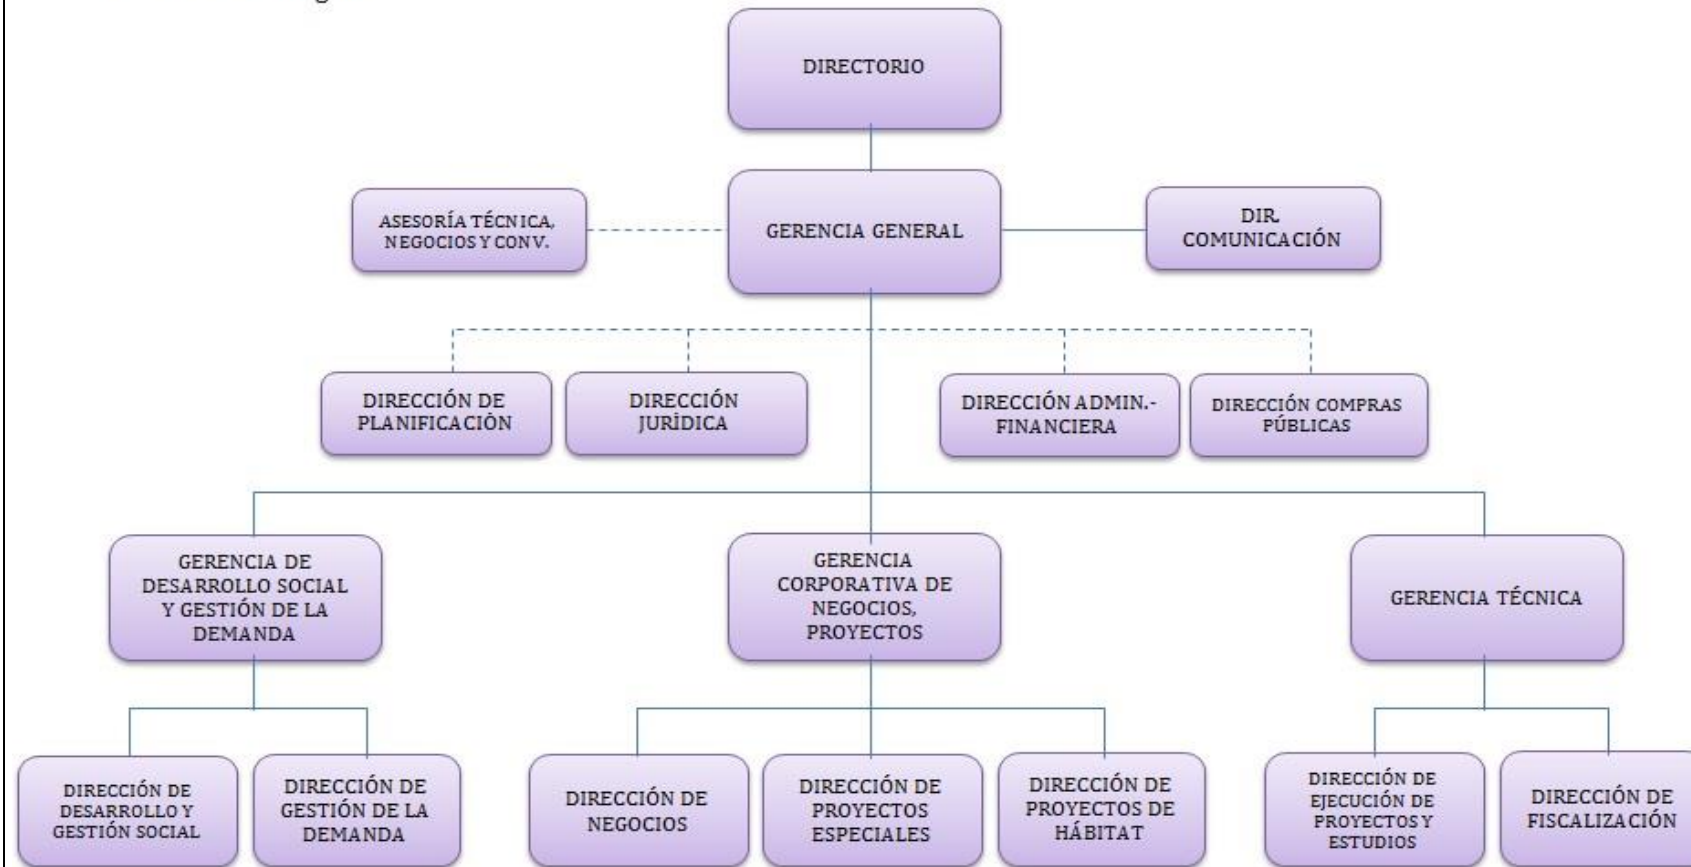 DIRECTORIO
ASESORÍA TÉCNICA,
NEGOCIOS Y CONV.
GERENCIA GENERAL
DIR.
COMUNICACIÓN
DIRECCIÓN DE
PLANIFICACIÓN
DIRECCIÓN
JURÍDICA
DIRECCIÓN ADMIN.-
FINANCIERA
DIRECCIÓN COMPRAS
PÚBLICAS
GERENCIA DE
DESARROLLO SOCIAL
Y GESTIÓN DE LA
DEMANDA
GERENCIA
CORPORATIVA DE
NEGOCIOS,
PROYECTOS
GERENCIA TÉCNICA
DIRECCIÓN DE
DESARROLLO Y
GESTIÓN SOCIAL
DIRECCIÓN DE
GESTIÓN DE LA
DEMANDA
DIRECCIÓN DE
NEGOCIOS
DIRECCIÓN DE
PROYECTOS
ESPECIALES
DIRECCIÓN DE
PROYECTOS DE
HÁBITAT
DIRECCIÓN DE
EJECUCIÓN DE
PROYECTOS Y
ESTUDIOS
DIRECCIÓN DE
FISCALIZACIÓN